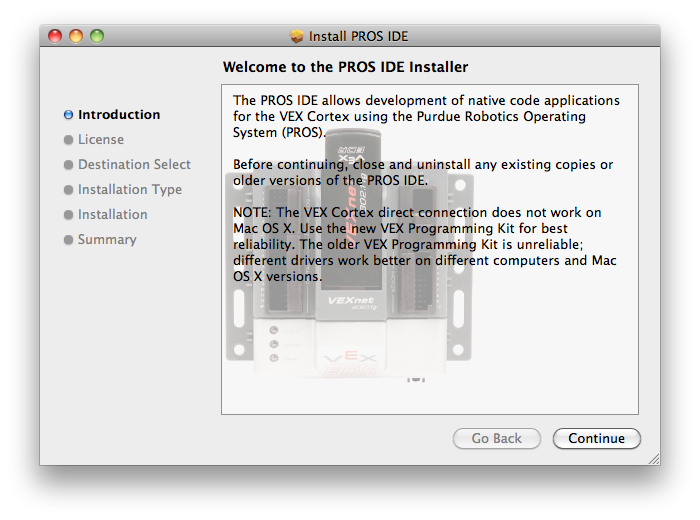 Install PROS IDE
Welcome to the PROS IDE Installer
Introduction
License
Destination Select
Installation Type
Installation
Summary
The PROS IDE allows development of native code applications
for the VEX Cortex using the Purdue Robotics Operating
System (PROS).
Before continuing, close and uninstall any existing copies or
older versions of the PROS IDE.
NOTE: The VEX Cortex direct connection does not work on
Mac OS X. Use the new VEX Programming Kit for best
reliability. The older VEX Programming Kit is unreliable;
different drivers work better on different computers and Mac
OS X versions.
VEXnet
VEX
Go Back
Continue